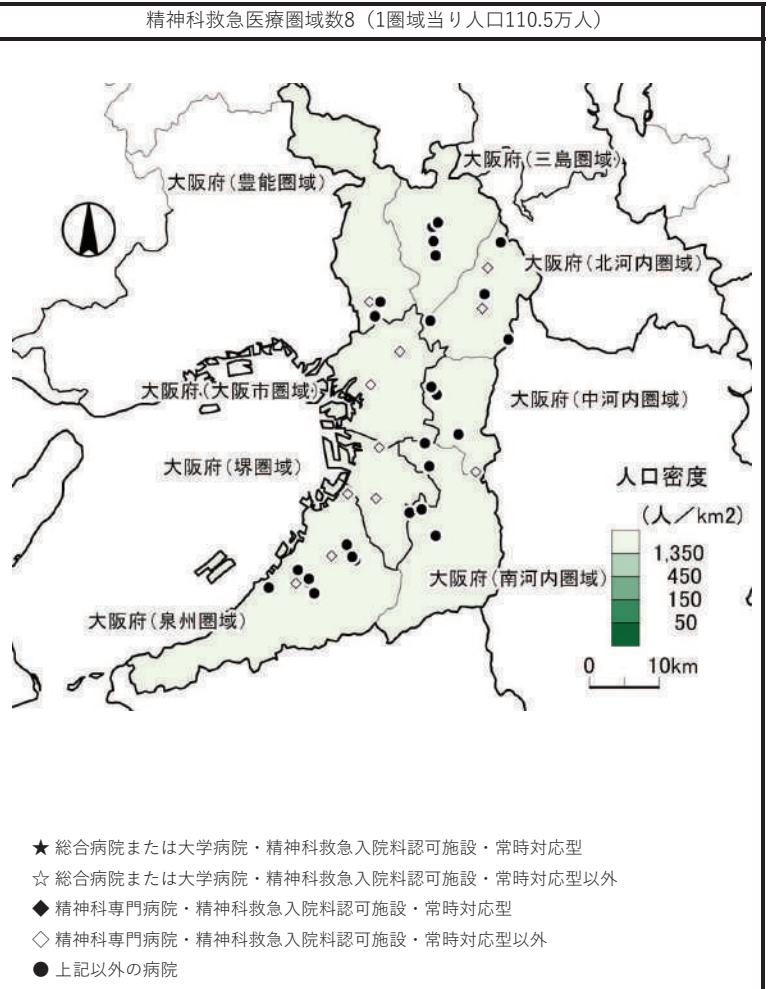 精神科救急医療圏域数8（1圏域当り人口110.5万人）
大阪府(三島圏域)
大阪府(豊能圏域)
大阪府(北河内圏域)
大阪府(大阪市圏域)
大阪府(中河内圏域)
大阪府(堺圏域)
人口密度
(人／km2)
1,350
450
150
50
大阪府(南河内圏域)
大阪府(泉州圏域)
0 10km
★ 総合病院または大学病院・精神科救急入院料認可施設・常時対応型
☆ 総合病院または大学病院・精神科救急入院料認可施設・常時対応型以外
◆ 精神科専門病院・精神科救急入院料認可施設・常時対応型
◇ 精神科専門病院・精神科救急入院料認可施設・常時対応型以外
● 上記以外の病院